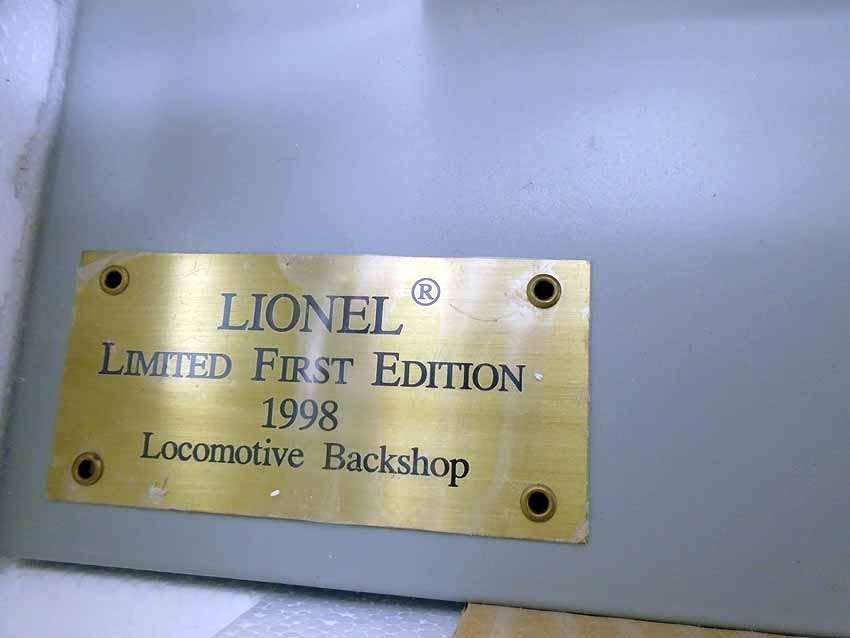 LIONEL®
LIMITED FIRST EDITION
1998
Locomotive Backshop